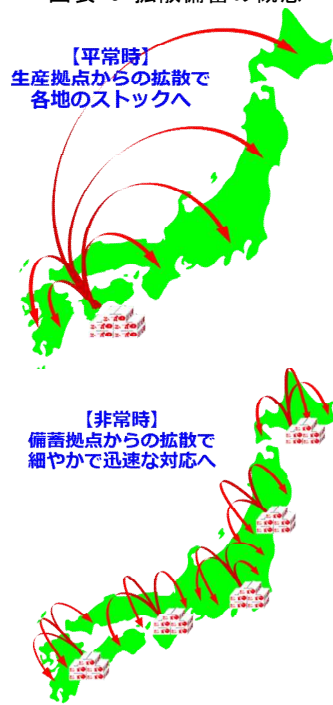 【平常時】
生産拠点からの拡散で
各地のストックへ
【非常時】
備蓄拠点からの拡散で
細やかで迅速な対応へ